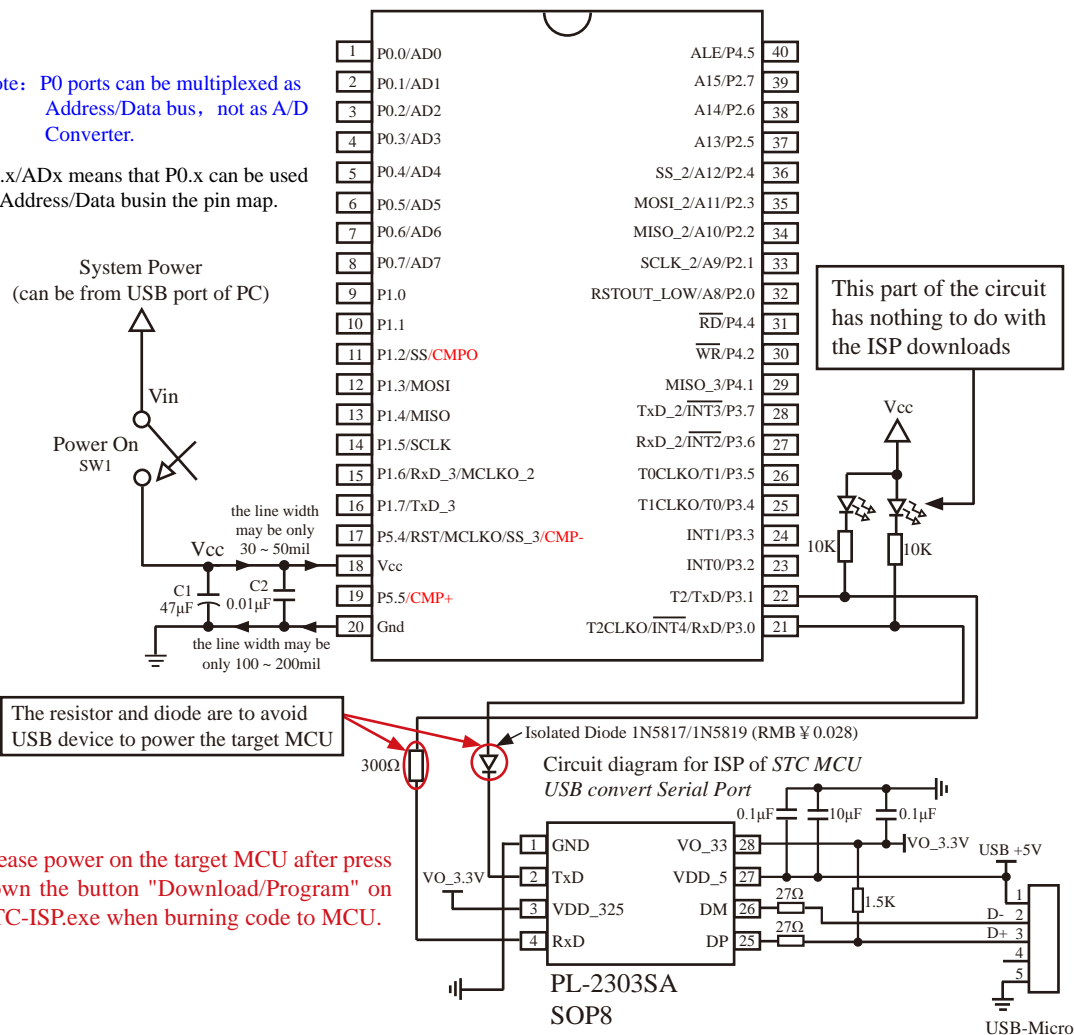 ote：P0 ports can be multiplexed as
Address/Data bus，not as A/D
Converter.
.x/ADx means that P0.x can be used
Address/Data busin the pin map.
System Power
(can be from USB port of PC)
Vin
Power On
SW1
the line width
may be only
30 ~ 50mil
Vcc
C1
47μF
C2
0.01μF
the line width may be
only 100 ~ 200mil
1 P0.0/AD0
2 P0.1/AD1
3 P0.2/AD2
4 P0.3/AD3
5 P0.4/AD4
6 P0.5/AD5
7 P0.6/AD6
8 P0.7/AD7
9 P1.0
10 P1.1
11 P1.2/SS/CMPO
12 P1.3/MOSI
13 P1.4/MISO
14 P1.5/SCLK
15 P1.6/RxD_3/MCLKO_2
16 P1.7/TxD_3
17 P5.4/RST/MCLKO/SS_3/CMP-
18 Vcc
19 P5.5/CMP+
20 Gnd
ALE/P4.5 40
A15/P2.7 39
A14/P2.6 38
A13/P2.5 37
SS_2/A12/P2.4 36
MOSI_2/A11/P2.3 35
MISO_2/A10/P2.2 34
SCLK_2/A9/P2.1 33
RSTOUT_LOW/A8/P2.0 32
RD/P4.4 31
WR/P4.2 30
MISO_3/P4.1 29
TxD_2/INT3/P3.7 28
RxD_2/INT2/P3.6 27
T0CLKO/T1/P3.5 26
T1CLKO/T0/P3.4 25
INT1/P3.3 24
INT0/P3.2 23
T2/TxD/P3.1 22
T2CLKO/INT4/RxD/P3.0 21
This part of the circuit
has nothing to do with
the ISP downloads
Vcc
10K
10K
The resistor and diode are to avoid
USB device to power the target MCU
300Ω
Isolated Diode 1N5817/1N5819 (RMB¥0.028)
Circuit diagram for ISP of STC MCU
USB convert Serial Port
0.1μF
10μF
0.1μF
ease power on the target MCU after press
own the button "Download/Program" on
TC-ISP.exe when burning code to MCU.
VO_3.3V
1 GND
2 TxD
3 VDD_325
4 RxD
VO_33 28
VDD_5 27
DM 26
DP 25
VO_3.3V
USB +5V
27Ω
27Ω
1.5K
1
D- 2
D+ 3
4
5
PL-2303SA
SOP8
USB-Micro